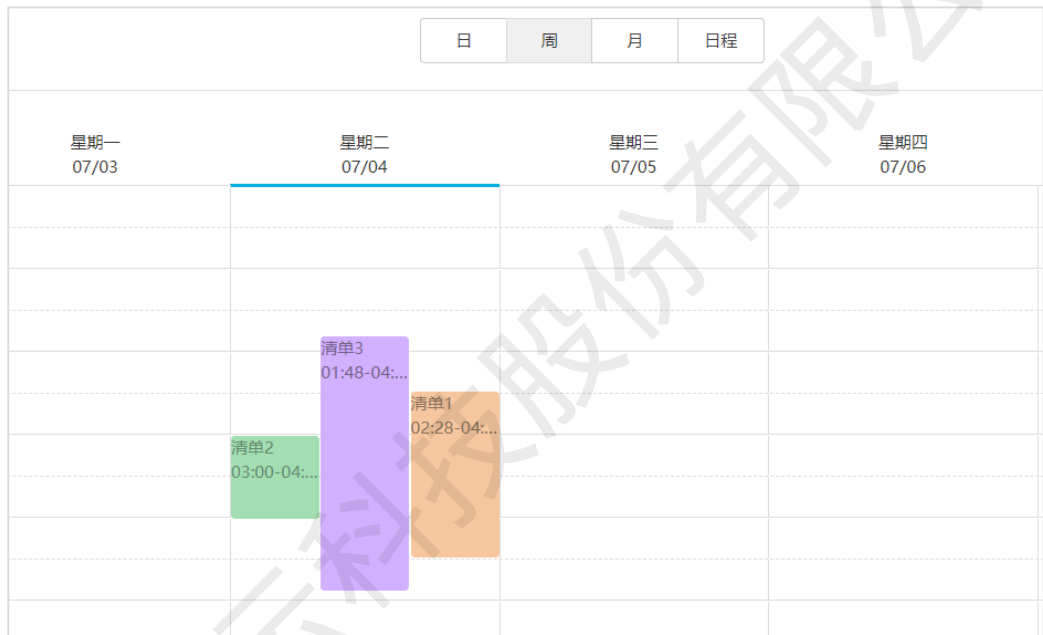 日 周 月 日程
星期一 星期二 星期三 星期四
07/03 07/04 07/05 07/06
清单3
01:48-04:...
清单1
02:28-04:...
清单2
03:00-04:...
云科技股份有限公